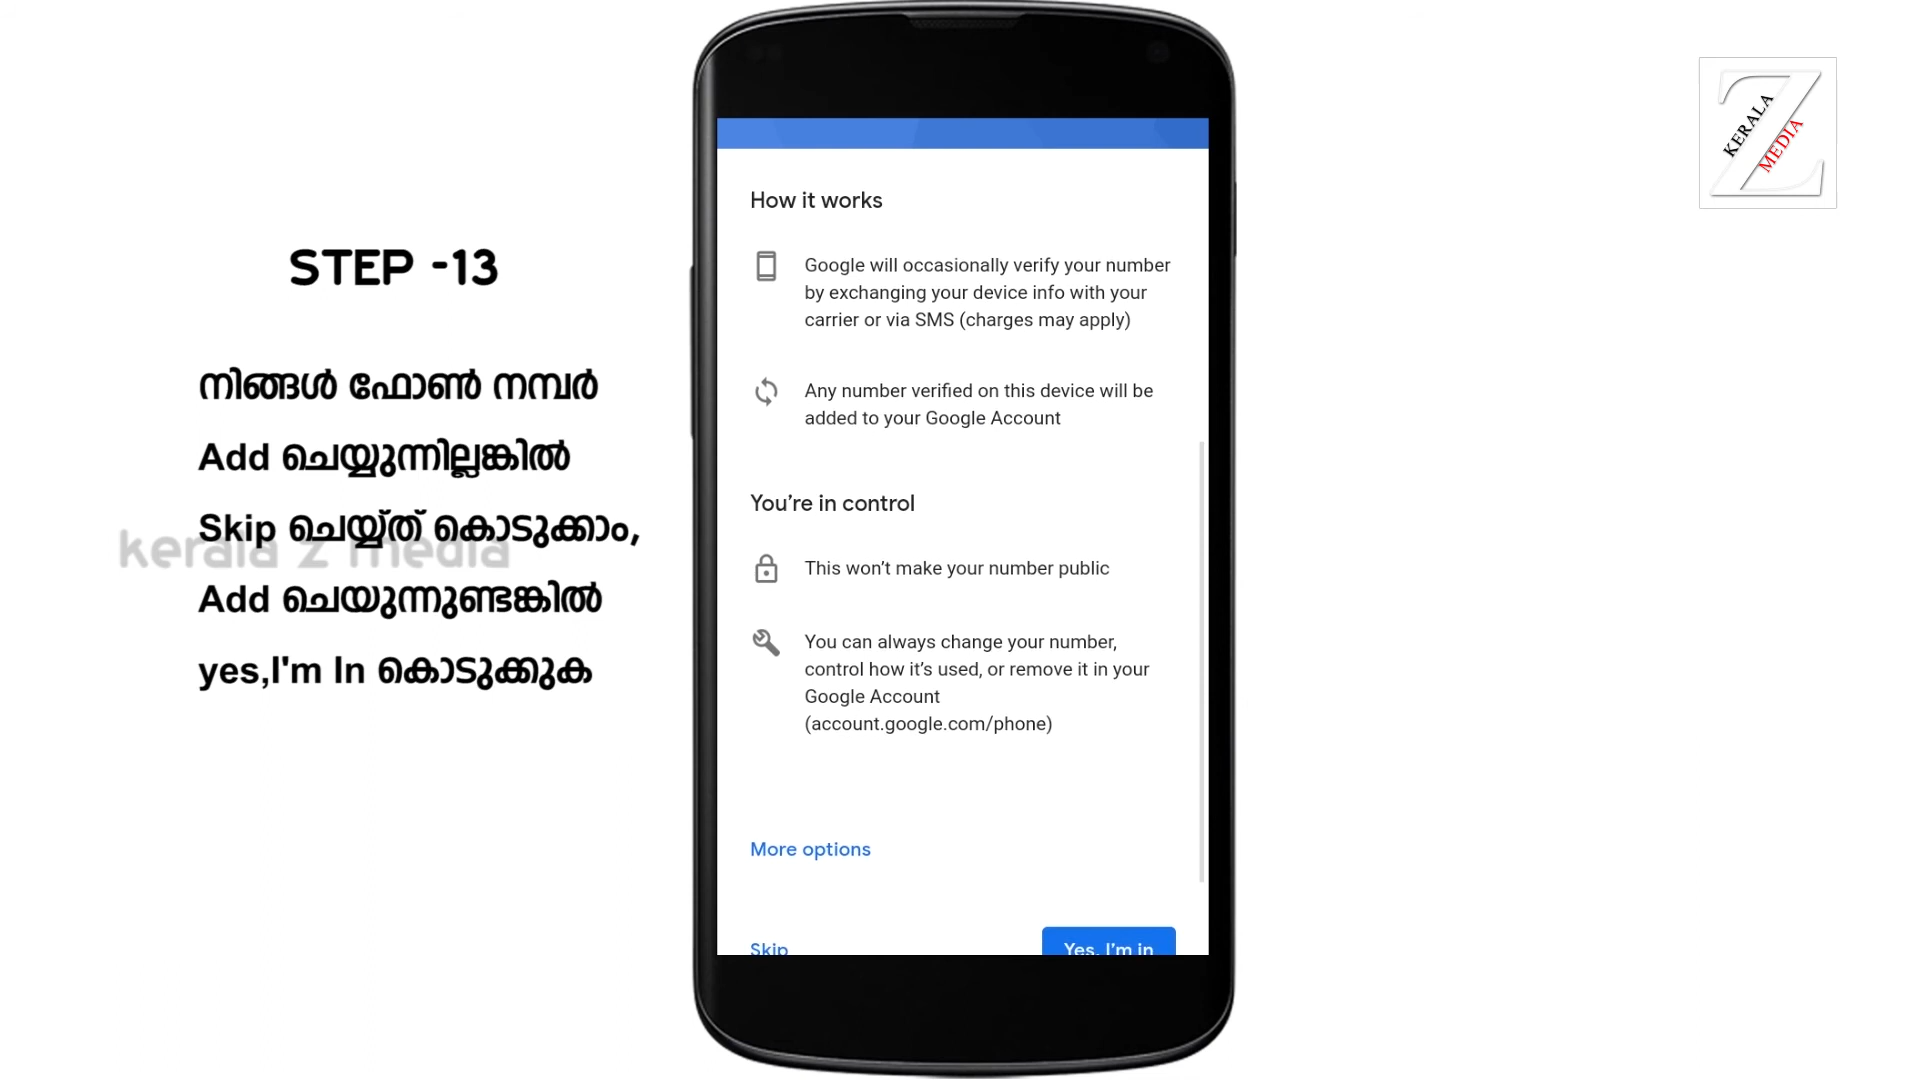 STEP -13
നിങ്ങൾ ഫോൺ നമ്പർ
Add ചെയ്യുന്നില്ലങ്കിൽ
Skip ചെയ്യ്ത് കൊടുക്കാം,
Add ചെയുന്നുണ്ടങ്കിൽ
yes,I'm In കൊടുക്കുക
kerala z media
How it works
Google will occasionally verify your number
by exchanging your device info with your
carrier or via SMS (charges may apply)
Any number verified on this device will be
added to your Google Account
You’re in control
This won’t make your number public
You can always change your number,
control how it’s used, or remove it in your
Google Account
(account.google.com/phone)
More options
Skip
Yes, I’m in
Z
KERALA
MEDIA